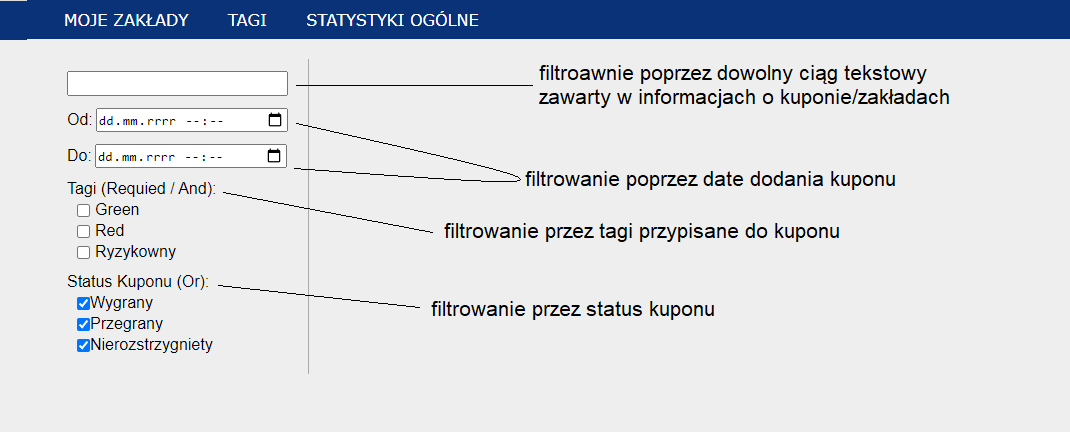 MOJE ZAKŁADY TAGI STATYSTYKI OGÓLNE
filtroawnie poprzez dowolny ciąg tekstowy
zawarty w informacjach o kuponie/zakładach
Od: dd.mm.rrrr --:--
Do: dd.mm.rrrr --:--
filtrowanie poprzez date dodania kuponu
Tagi (Requied / And):
Green
Red
Ryzykowny
filtrowanie przez tagi przypisane do kuponu
Status Kuponu (Or):
Wygrany
Przegrany
Nierozstrzygniety
filtrowanie przez status kuponu